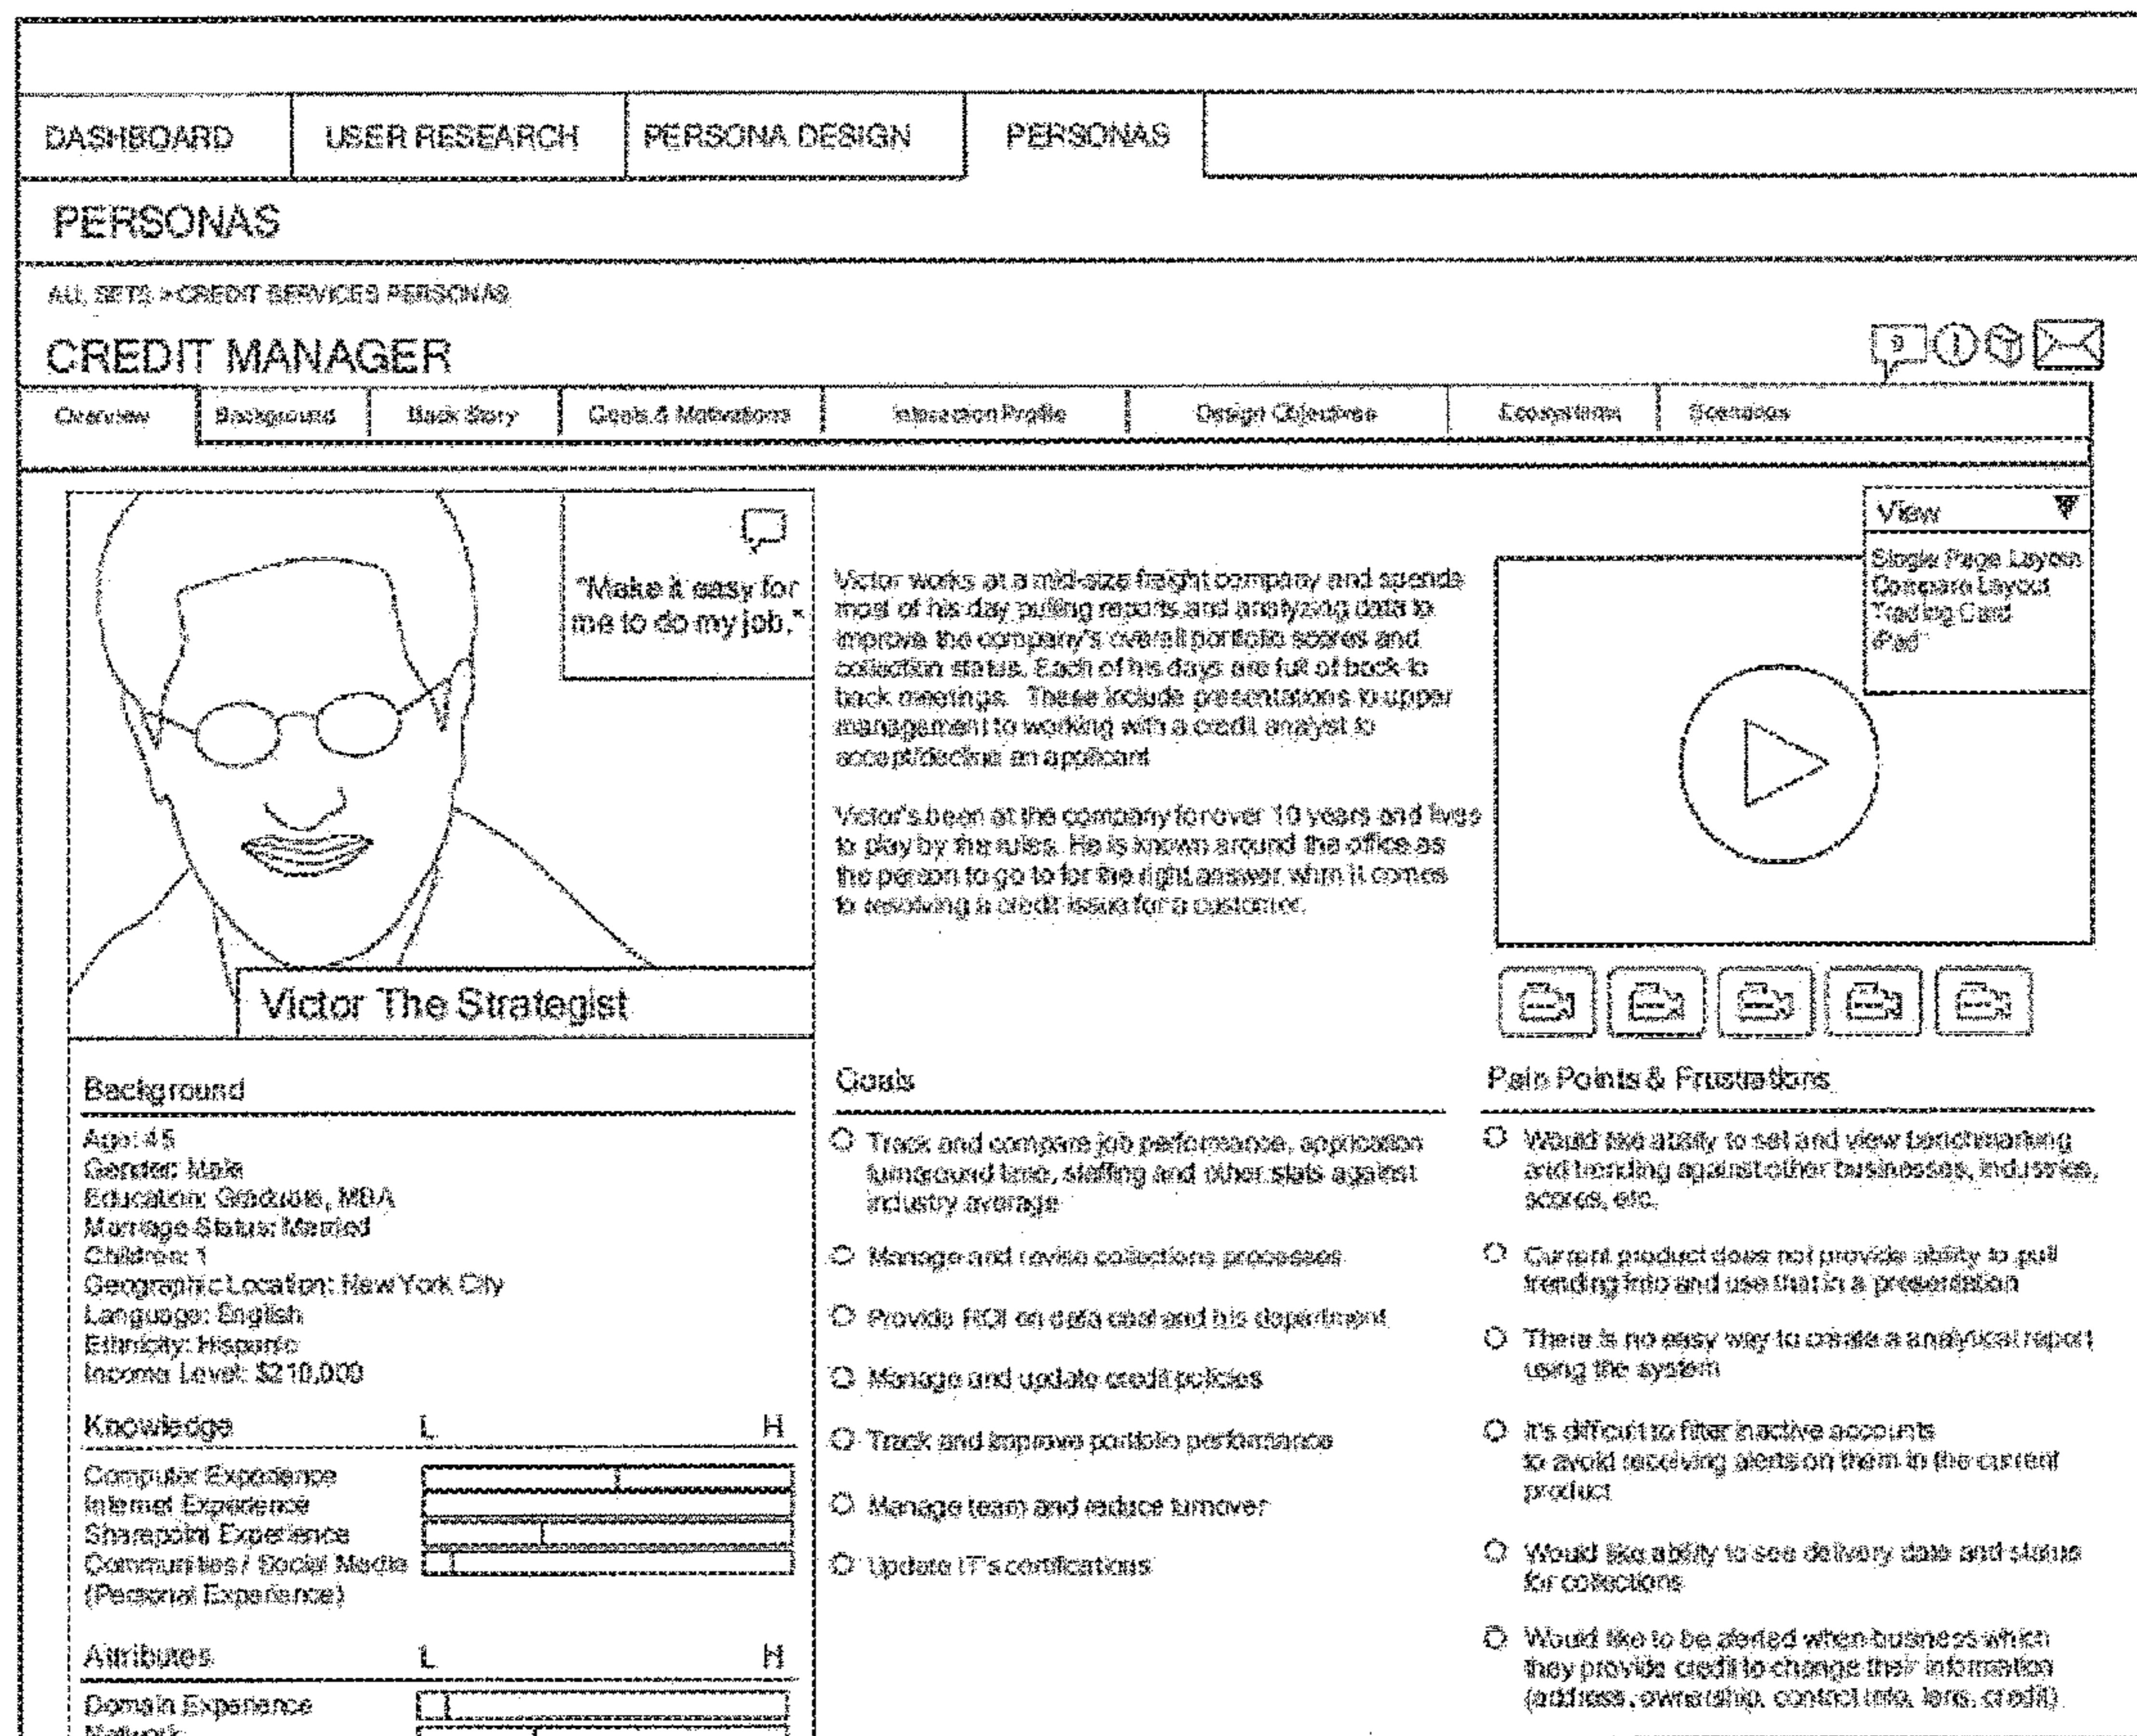 DASHBOARD
USER RESEARCH
PERSONA DESIGN
PERSONAS
PERSONAS
ALL SETS > CREDIT SERVICES PERSONAS
CREDIT MANAGER
9
Overview
Background
Back Story
Goals & Motivations
Interaction Profile
Design Objectives
Ecosystems
Scenarios
"Make it easy for
me to do my job."
Victor The Strategist
Victor works at a mid-size freight company and spends
most of his day pulling reports and analyzing data to
improve the company's overall portfolio scores and
collection status. Each of his days are full of back to
back meetings. These include presentations to upper
management to working with a credit analyst to
accept/decline an applicant
Victor's been at the company for over 10 years and lives
to play by the rules. He is known around the office as
the person to go to for the right answer whn it comes
to resolving a credit issue for a customer.
View
Single Page Layout
Compare Layout
Trading Card
iPad
Background
Age: 45
Gender: Male
Education: Graduate, MBA
Marriage Status: Married
Children: 1
Geographic Location: New York City
Language: English
Ethnicity: Hispanic
Income Level: $210,000
Knowledge L H
Computer Experience
Internet Experience
Sharepoint Experience
Communities / Social Media
(Personal Experience)
Attributes L H
Domain Experience
Network
Goals
Track and compare job performance, application
turnaround time, staffing and other stats against
industry average
Manage and revise collections processes
Provide ROI on data cost and his department
Manage and update credit policies
Track and improve portfolio performance
Manage team and reduce turnover
Update IT's certifications
Pain Points & Frustrations
Would like ability to set and view benchmarking
and trending against other businesses, industries,
scores, etc.
Current product does not provide ability to pull
trending info and use that in a presentation
There is no easy way to create a analytical report
using the system
It's difficult to filter inactive accounts
to avoid receiving alerts on them in the current
product
Would like ability to see delivery date and status
for collections
Would like to be alerted when business which
they provide credit to change their information
(address, ownership, control info, credit)